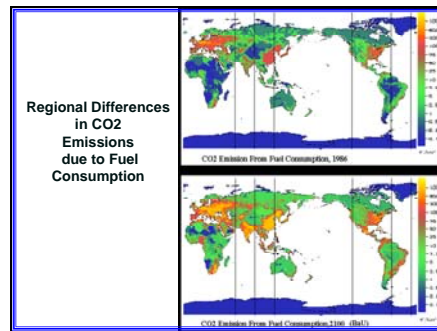 Regional Differences
in CO2
Emissions
due to Fuel
Consumption
CO2 Emission From Fuel Consumption, 1986
CO2 Emission From Fuel Consumption,2100 (BaU)